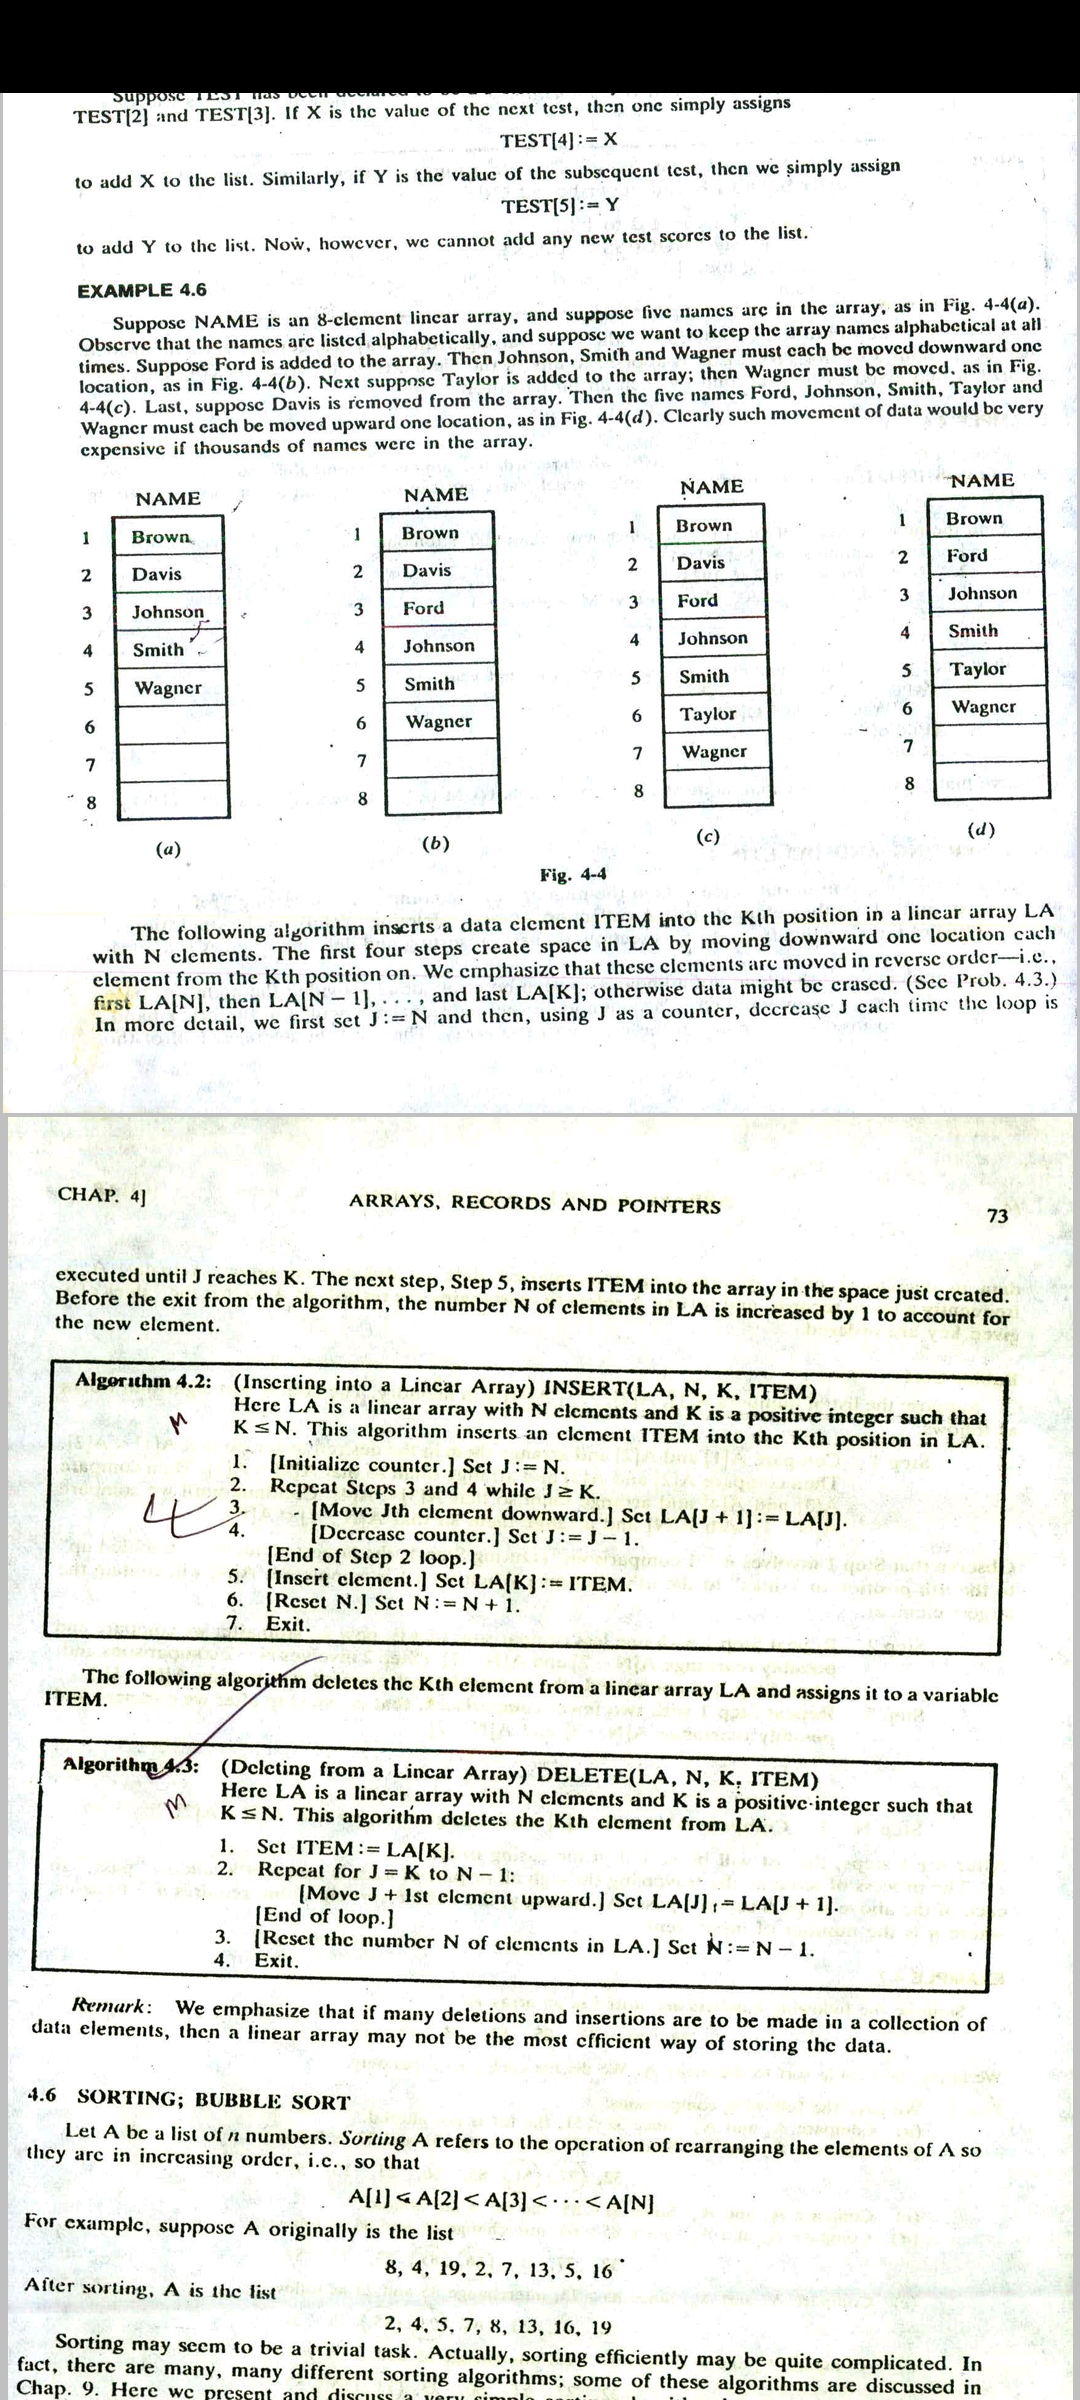 Suppose TEST has been declared to be a
TEST[2] and TEST[3]. If X is the value of the next test, then one simply assigns
TEST[4] := X
to add X to the list. Similarly, if Y is the value of the subsequent test, then we simply assign
TEST[5] := Y
to add Y to the list. Now, however, we cannot add any new test scores to the list.
EXAMPLE 4.6
Suppose NAME is an 8-element linear array, and suppose five names are in the array, as in Fig. 4-4(a).
Observe that the names are listed alphabetically, and suppose we want to keep the array names alphabetical at all
times. Suppose Ford is added to the array. Then Johnson, Smith and Wagner must each be moved downward one
location, as in Fig. 4-4(b). Next suppose Taylor is added to the array; then Wagner must be moved, as in Fig.
4-4(c). Last, suppose Davis is removed from the array. Then the five names Ford, Johnson, Smith, Taylor and
Wagner must each be moved upward one location, as in Fig. 4-4(d). Clearly such movement of data would be very
expensive if thousands of names were in the array.
NAME
1 Brown
2 Davis
3 Johnson
4 Smith
5 Wagner
6
7
8
(a)
NAME
1 Brown
2 Davis
3 Ford
4 Johnson
5 Smith
6 Wagner
7
8
(b)
NAME
1 Brown
2 Davis
3 Ford
4 Johnson
5 Smith
6 Taylor
7 Wagner
8
(c)
NAME
1 Brown
2 Ford
3 Johnson
4 Smith
5 Taylor
6 Wagner
7
8
(d)
Fig. 4-4
The following algorithm inserts a data element ITEM into the Kth position in a linear array LA
with N elements. The first four steps create space in LA by moving downward one location each
element from the Kth position on. We emphasize that these elements are moved in reverse order—i.e.,
first LA[N], then LA[N − 1], . . . , and last LA[K]; otherwise data might be erased. (See Prob. 4.3.)
In more detail, we first set J := N and then, using J as a counter, decrease J each time the loop is
CHAP. 4]
ARRAYS, RECORDS AND POINTERS
73
executed until J reaches K. The next step, Step 5, inserts ITEM into the array in the space just created.
Before the exit from the algorithm, the number N of elements in LA is increased by 1 to account for
the new element.
Algorithm 4.2: (Inserting into a Linear Array) INSERT(LA, N, K, ITEM)
Here LA is a linear array with N elements and K is a positive integer such that
M
K ≤ N. This algorithm inserts an element ITEM into the Kth position in LA.
1. [Initialize counter.] Set J := N.
2. Repeat Steps 3 and 4 while J ≥ K.
3. [Move Jth element downward.] Set LA[J + 1] := LA[J].
4. [Decrease counter.] Set J := J − 1.
[End of Step 2 loop.]
5. [Insert element.] Set LA[K] := ITEM.
6. [Reset N.] Set N := N + 1.
7. Exit.
The following algorithm deletes the Kth element from a linear array LA and assigns it to a variable
ITEM.
Algorithm 4.3: (Deleting from a Linear Array) DELETE(LA, N, K, ITEM)
Here LA is a linear array with N elements and K is a positive integer such that
M
K ≤ N. This algorithm deletes the Kth element from LA.
1. Set ITEM := LA[K].
2. Repeat for J = K to N − 1:
[Move J + 1st element upward.] Set LA[J] := LA[J + 1].
[End of loop.]
3. [Reset the number N of elements in LA.] Set N := N − 1.
4. Exit.
Remark: We emphasize that if many deletions and insertions are to be made in a collection of
data elements, then a linear array may not be the most efficient way of storing the data.
4.6 SORTING; BUBBLE SORT
Let A be a list of n numbers. Sorting A refers to the operation of rearranging the elements of A so
they are in increasing order, i.e., so that
A[1] < A[2] < A[3] < · · · < A[N]
For example, suppose A originally is the list
8, 4, 19, 2, 7, 13, 5, 16
After sorting, A is the list
2, 4, 5, 7, 8, 13, 16, 19
Sorting may seem to be a trivial task. Actually, sorting efficiently may be quite complicated. In
fact, there are many, many different sorting algorithms; some of these algorithms are discussed in
Chap. 9. Here we present and discuss a very simple sorting